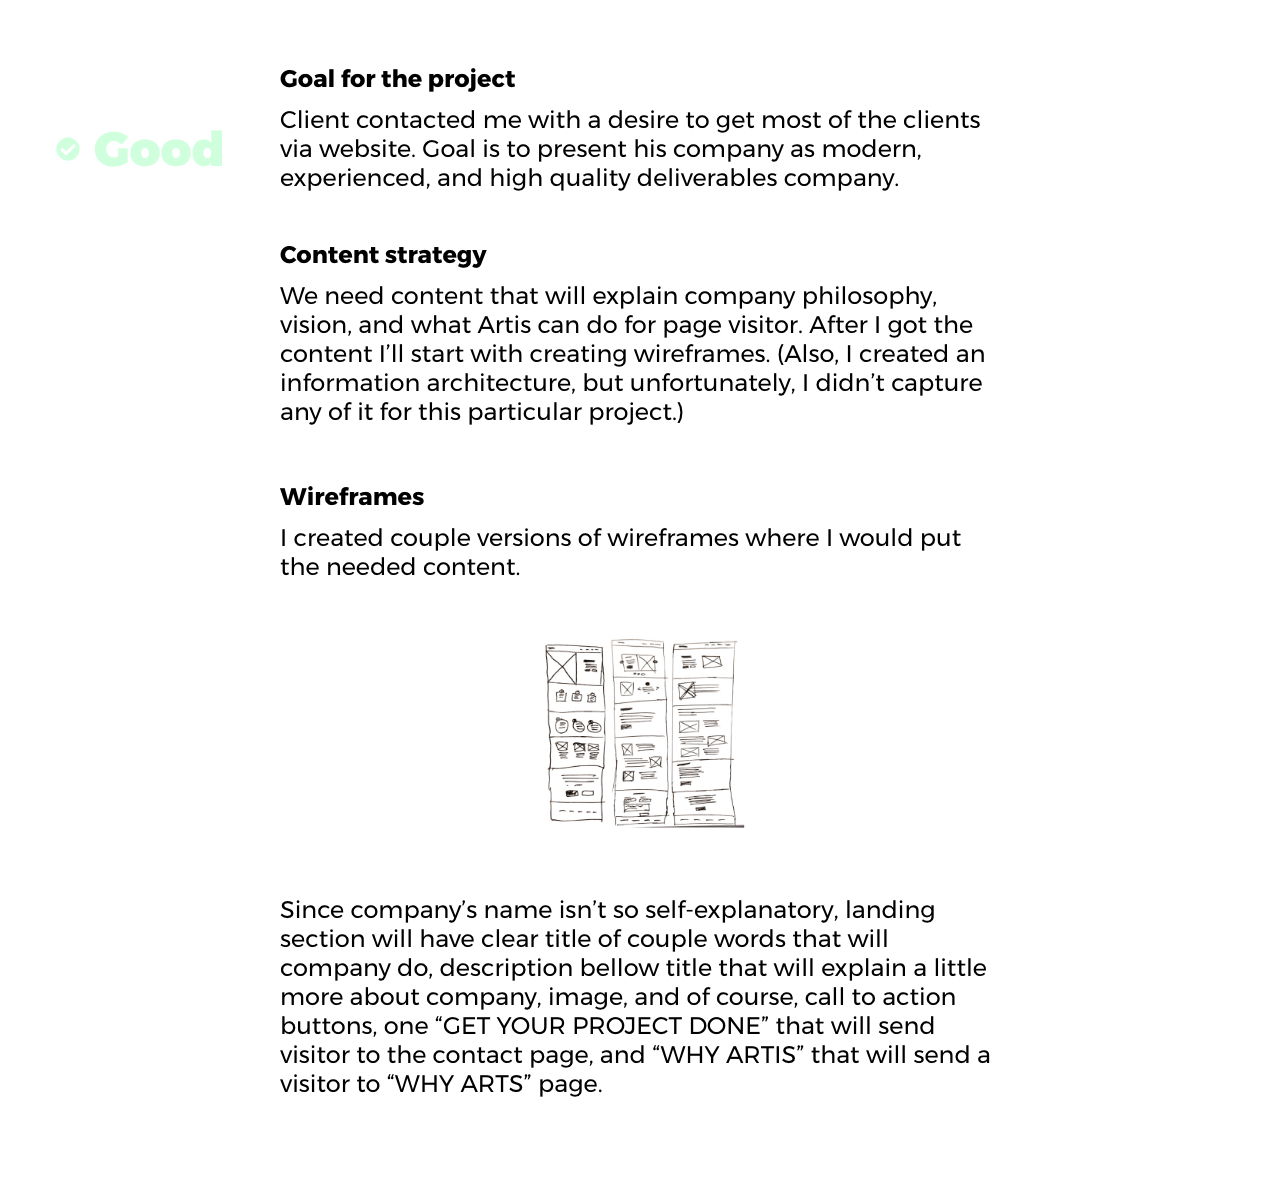 Goal for the project
Client contacted me with a desire to get most of the clients
via website. Goal is to present his company as modern,
experienced, and high quality deliverables company.
Good
Content strategy
We need content that will explain company philosophy,
vision, and what Artis can do for page visitor. After I got the
content I’ll start with creating wireframes. (Also, I created an
information architecture, but unfortunately, I didn’t capture
any of it for this particular project.)
Wireframes
I created couple versions of wireframes where I would put
the needed content.
Since company’s name isn’t so self-explanatory, landing
section will have clear title of couple words that will
company do, description bellow title that will explain a little
more about company, image, and of course, call to action
buttons, one “GET YOUR PROJECT DONE” that will send
visitor to the contact page, and “WHY ARTIS” that will send a
visitor to “WHY ARTS” page.